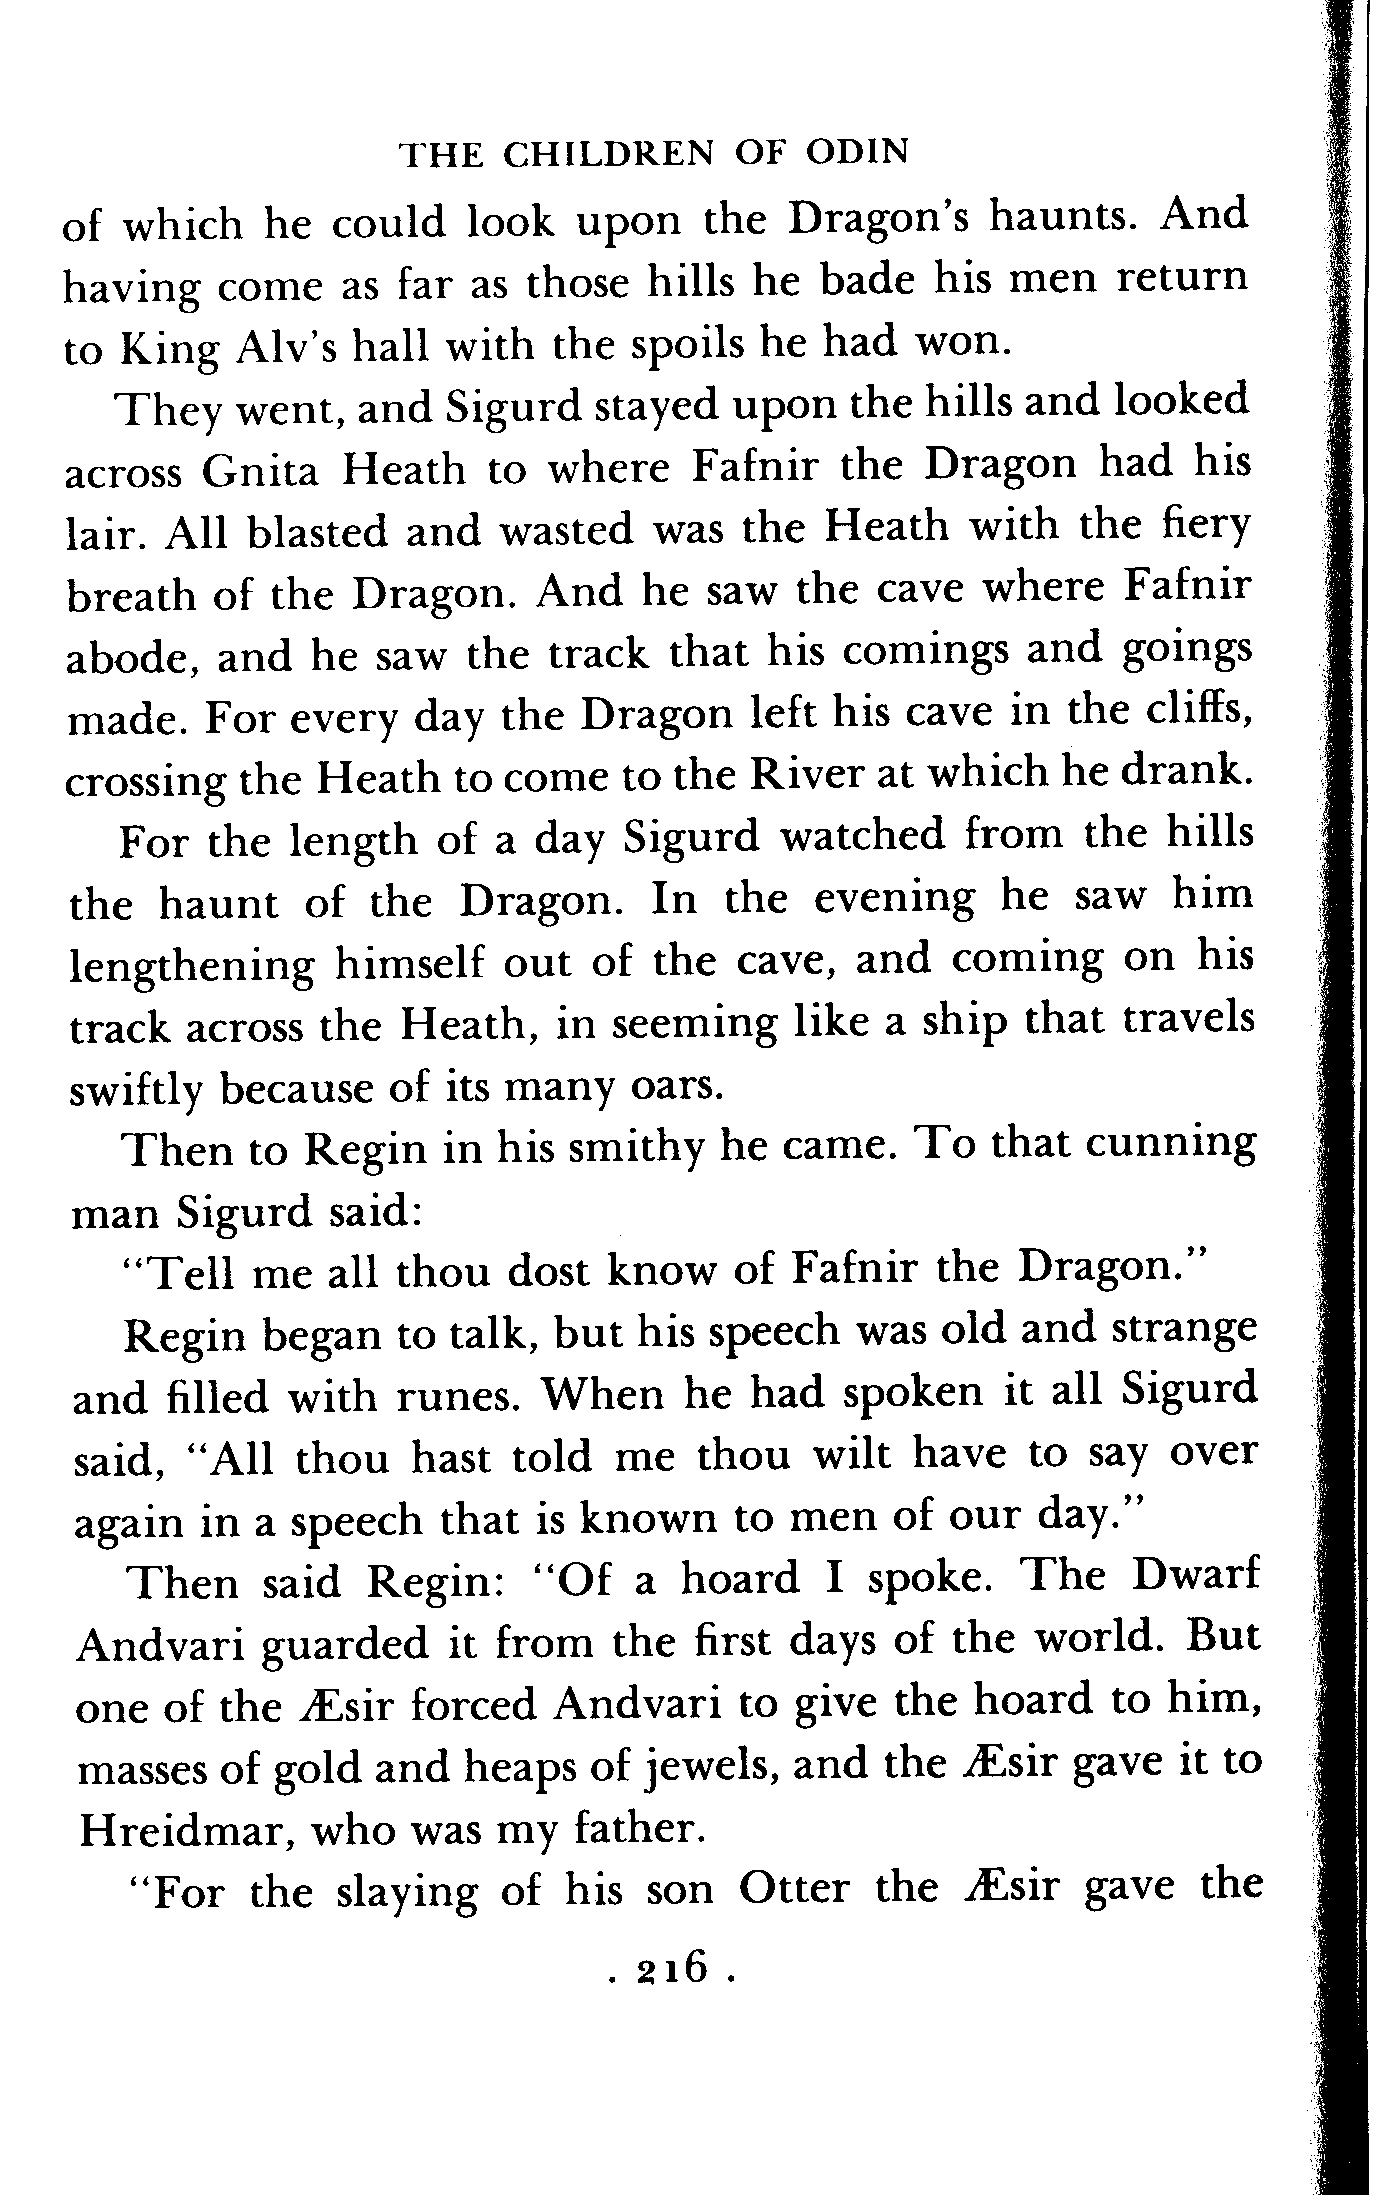 THE CHILDREN OF ODIN
of which he could look upon the Dragon's haunts. And
having come as far as those hills he bade his men return
to King Alv's hall with the spoils he had won.
They went, and Sigurd stayed upon the hills and looked
across Gnita Heath to where Fafnir the Dragon had his
lair. All blasted and wasted was the Heath with the fiery
breath of the Dragon. And he saw the cave where Fafnir
abode, and he saw the track that his comings and goings
made. For every day the Dragon left his cave in the cliffs,
crossing the Heath to come to the River at which he drank.
For the length of a day Sigurd watched from the hills
the haunt of the Dragon. In the evening he saw him
lengthening himself out of the cave, and coming on his
track across the Heath, in seeming like a ship that travels
swiftly because of its many oars.
Then to Regin in his smithy he came. To that cunning
man Sigurd said:
“Tell me all thou dost know of Fafnir the Dragon.”
Regin began to talk, but his speech was old and strange
and filled with runes. When he had spoken it all Sigurd
said, “All thou hast told me thou wilt have to say over
again in a speech that is known to men of our day.”
Then said Regin: “Of a hoard I spoke. The Dwarf
Andvari guarded it from the first days of the world. But
one of the Æsir forced Andvari to give the hoard to him,
masses of gold and heaps of jewels, and the Æsir gave it to
Hreidmar, who was my father.
“For the slaying of his son Otter the Æsir gave the
. 216 .